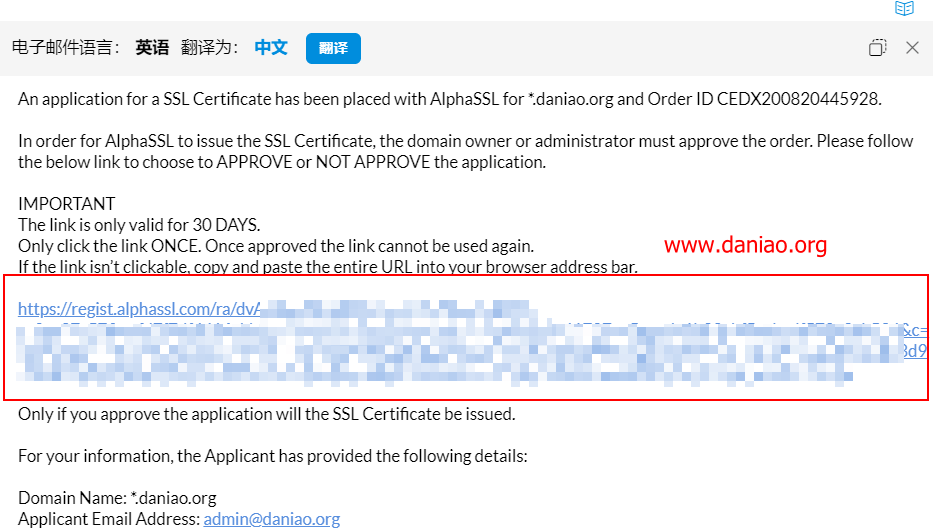 电子邮件语言： 英语 翻译为： 中文 翻译
An application for a SSL Certificate has been placed with AlphaSSL for *.daniao.org and Order ID CEDX200820445928.
In order for AlphaSSL to issue the SSL Certificate, the domain owner or administrator must approve the order. Please follow
the below link to choose to APPROVE or NOT APPROVE the application.
IMPORTANT
The link is only valid for 30 DAYS.
Only click the link ONCE. Once approved the link cannot be used again.
www.daniao.org
If the link isn't clickable, copy and paste the entire URL into your browser address bar.
https://regist.alphassl.com/ra/dvA
&c=
3d9
Only if you approve the application will the SSL Certificate be issued.
For your information, the Applicant has provided the following details:
Domain Name: *.daniao.org
Applicant Email Address: admin@daniao.org